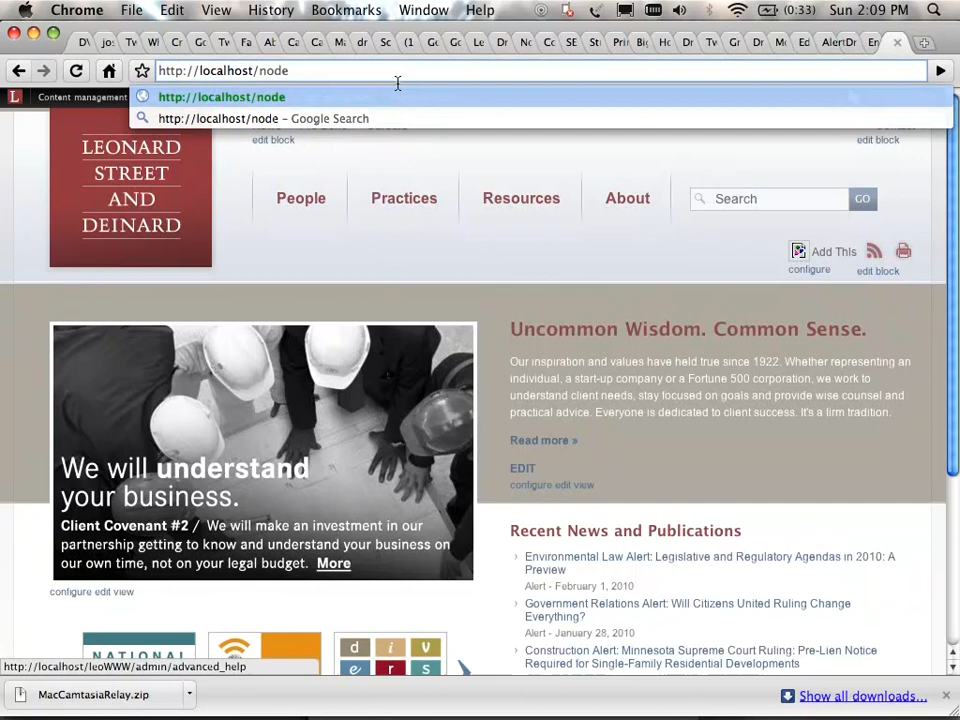 Chrome File Edit View History Bookmarks Window Help (0:33) Sun 2:09 PM
http://localhost/node
http://localhost/node
http://localhost/node – Google Search
Content management
LEONARD
STREET
AND
DEINARD
edit block
edit block
People Practices Resources About Search GO
Add This
configure edit block
Uncommon Wisdom. Common Sense.
Our inspiration and values have held true since 1922. Whether representing an
individual, a start-up company or a Fortune 500 corporation, we work to
understand client needs, stay focused on goals and provide wise counsel and
practical advice. Everyone is dedicated to client success. It's a firm tradition.
Read more »
EDIT
configure edit view
We will understand
your business.
Client Covenant #2 / We will make an investment in our
partnership getting to know and understand your business on
our own time, not on your legal budget. More
configure edit view
Recent News and Publications
Environmental Law Alert: Legislative and Regulatory Agendas in 2010: A
Preview
Alert - February 1, 2010
Government Relations Alert: Will Citizens United Ruling Change
Everything?
Alert - January 28, 2010
Construction Alert: Minnesota Supreme Court Ruling: Pre-Lien Notice
Required for Single-Family Residential Developments
NATIONAL
d i v
e r s
http://localhost/leoWWW/admin/advanced_help
MacCamtasiaRelay.zip
Show all downloads...